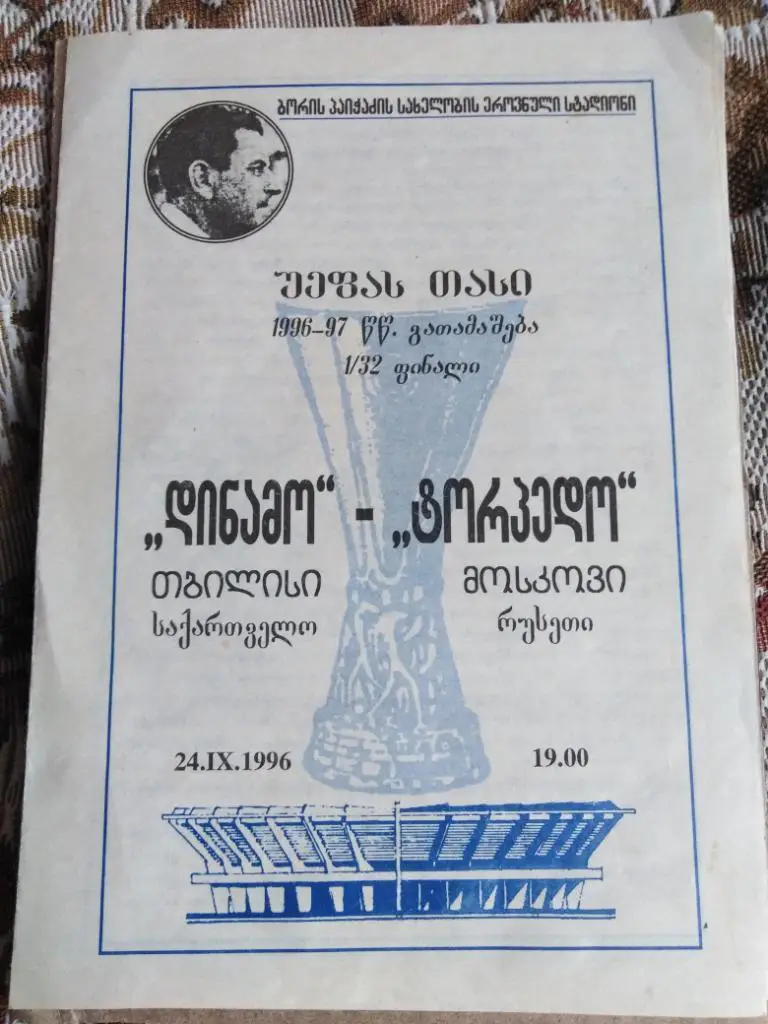 ბორის პაიჭაძის სახელობის ეროვნული სტადიონი
უეფას თასი
1996-97 წწ. გათამაშება
1/32 ფინალი
„დინამო“ - „ტორპედო“
თბილისი მოსკოვი
საქართველო რუსეთი
24.IX.1996 19.00